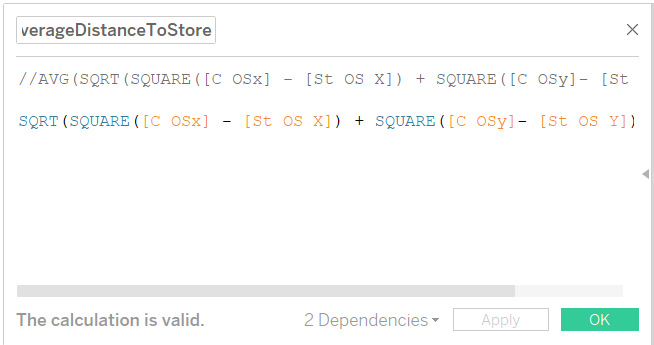 verageDistanceToStore
//AVG(SQRT(SQUARE([C OSx] - [St OS X]) + SQUARE([C OSy]- [St
SQRT(SQUARE([C OSx] - [St OS X]) + SQUARE([C OSy]- [St OS Y])
The calculation is valid.
2 Dependencies
Apply
OK